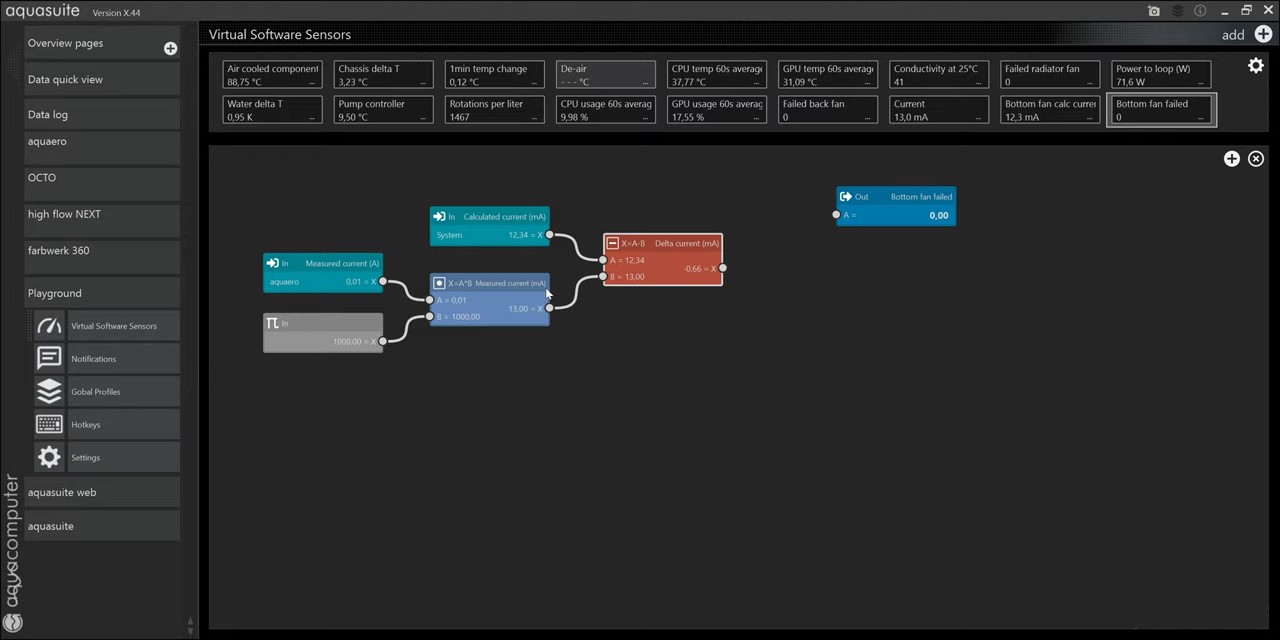 aquasuite Version X.44
Overview pages
Data quick view
Data log
aquaero
OCTO
high flow NEXT
farbwerk 360
Playground
Virtual Software Sensors
Notifications
Gobal Profiles
Hotkeys
Settings
aquasuite web
aquasuite
aquacomputer
Virtual Software Sensors
add
Air cooled component
88,75 °C ...
Chassis delta T
3,23 °C ...
1min temp change
0,12 °C ...
De-air
- - - °C ...
CPU temp 60s average
37,77 °C ...
GPU temp 60s average
31,09 °C ...
Conductivity at 25°C
41 ...
Failed radiator fan
0 ...
Power to loop (W)
71,6 W ...
Water delta T
0,95 K ...
Pump controller
9,50 °C ...
Rotations per liter
1467 ...
CPU usage 60s averag
9,98 % ...
GPU usage 60s averag
17,55 % ...
Failed back fan
0 ...
Current
13,0 mA ...
Bottom fan calc currer
12,3 mA ...
Bottom fan failed
0 ...
In Calculated current (mA)
System 12,34 = X
In Measured current (A)
aquaero 0,01 = X
In
1000,00 = X
X=A*B Measured current (mA)
A = 0,01
13,00 = X
B = 1000,00
X=A-B Delta current (mA)
A = 12,34
-0,66 = X
B = 13,00
Out Bottom fan failed
A = 0,00